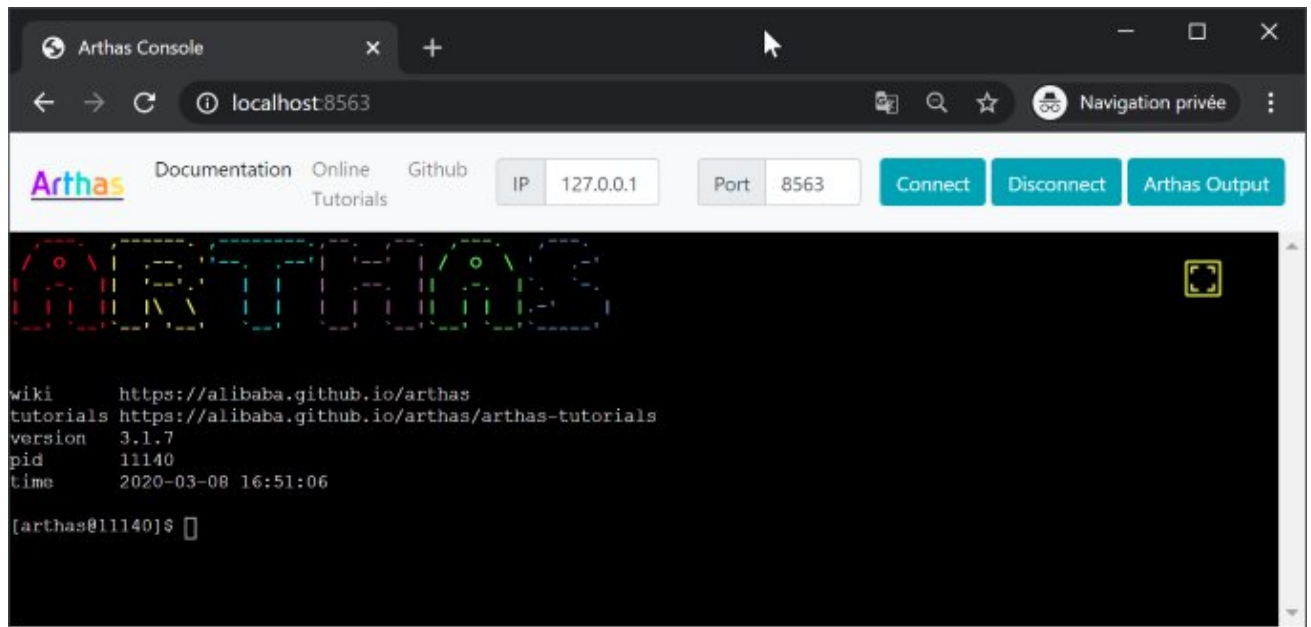 Arthas Console
localhost:8563
Navigation privée
Arthas
Documentation
Online Tutorials
Github
IP 127.0.0.1
Port 8563
Connect
Disconnect
Arthas Output
ARTHAS
wiki https://alibaba.github.io/arthas
tutorials https://alibaba.github.io/arthas/arthas-tutorials
version 3.1.7
pid 11140
time 2020-03-08 16:51:06
[arthas@11140]$